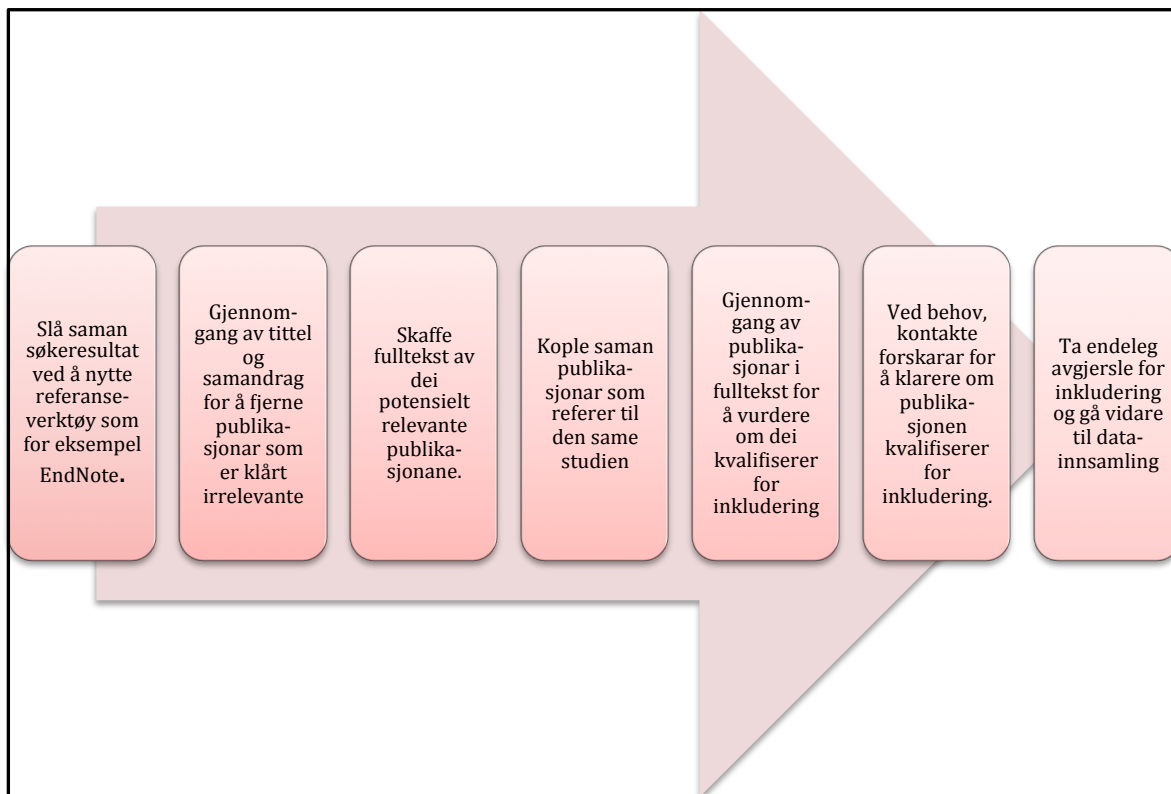 Slå saman
søkeresultat
ved å nytte
referanse-
verktøy som
for eksempel
EndNote.
Gjennom-
gang av tittel
og
samandrag
for å fjerne
publika-
sjonar som
er klårt
irrelevante
Skaffe
fulltekst av
dei
potensielt
relevante
publika-
sjonane.
Kople saman
publika-
sjonar som
referer til
den same
studien
Gjennom-
gang av
publika-
sjonar i
fulltekst for
å vurdere
om dei
kvalifiserer
for
inkludering
Ved behov,
kontakte
forskarar for
å klarere om
publika-
sjonen
kvalifiserer
for
inkludering.
Ta endeleg
avgjersle for
inkludering
og gå vidare
til data-
innsamling